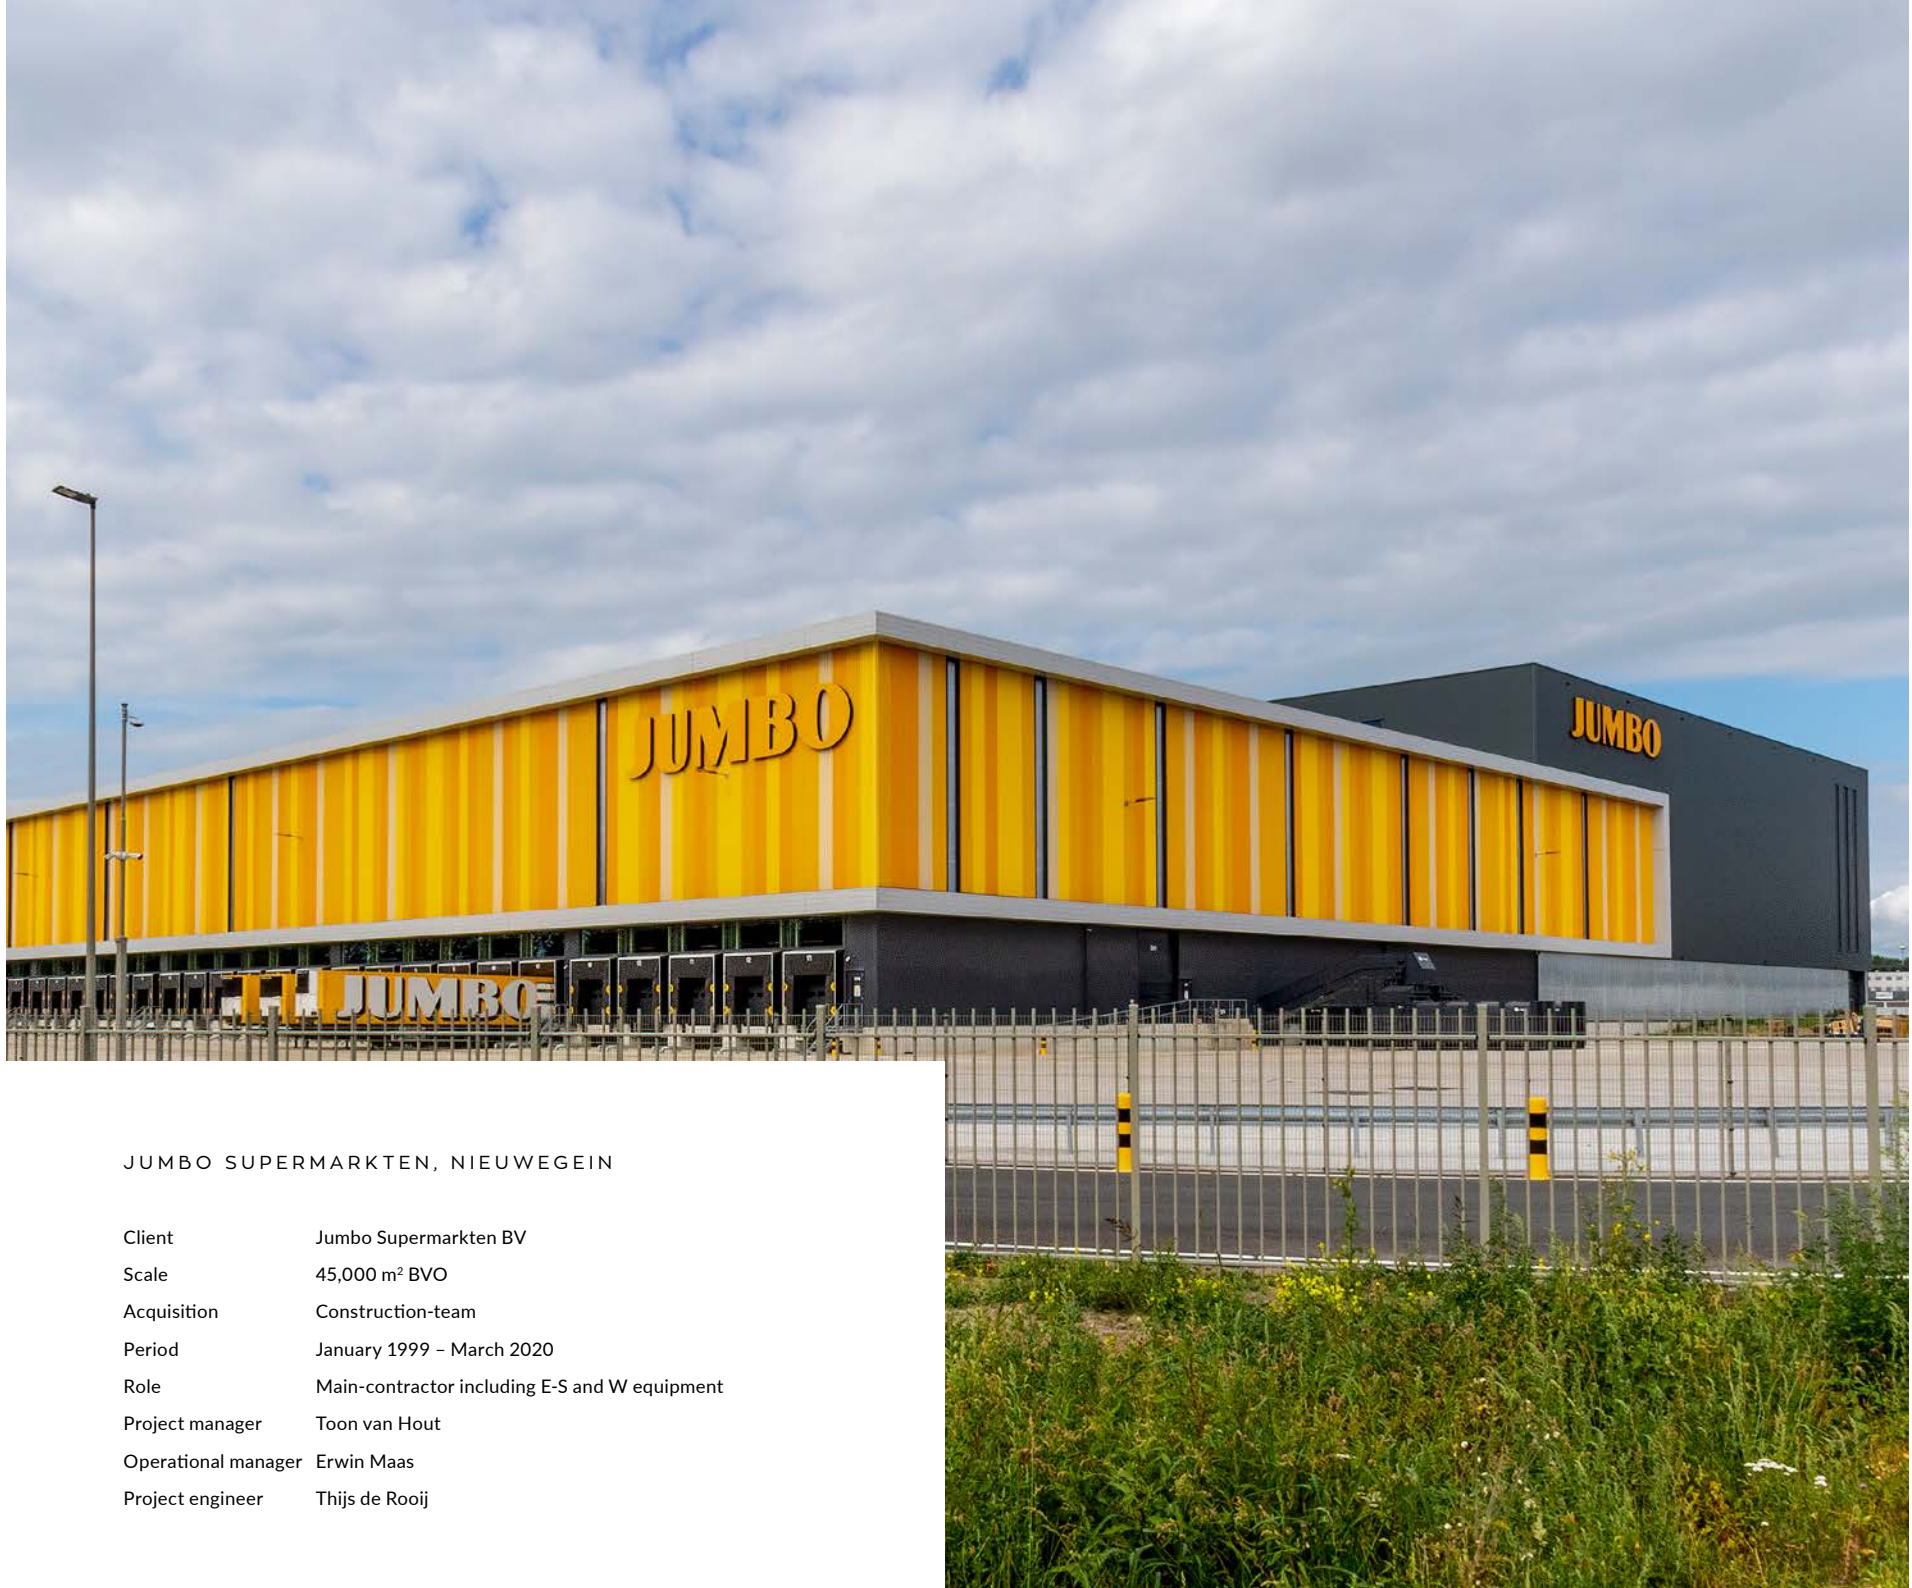 JUMBO
JUMBO
JUMBO
JUMBO SUPERMARKTEN, NIEUWEGEIN
Client Jumbo Supermarkten BV
Scale 45,000 m² BVO
Acquisition Construction-team
Period January 1999 – March 2020
Role Main-contractor including E-S and W equipment
Project manager Toon van Hout
Operational manager Erwin Maas
Project engineer Thijs de Rooij